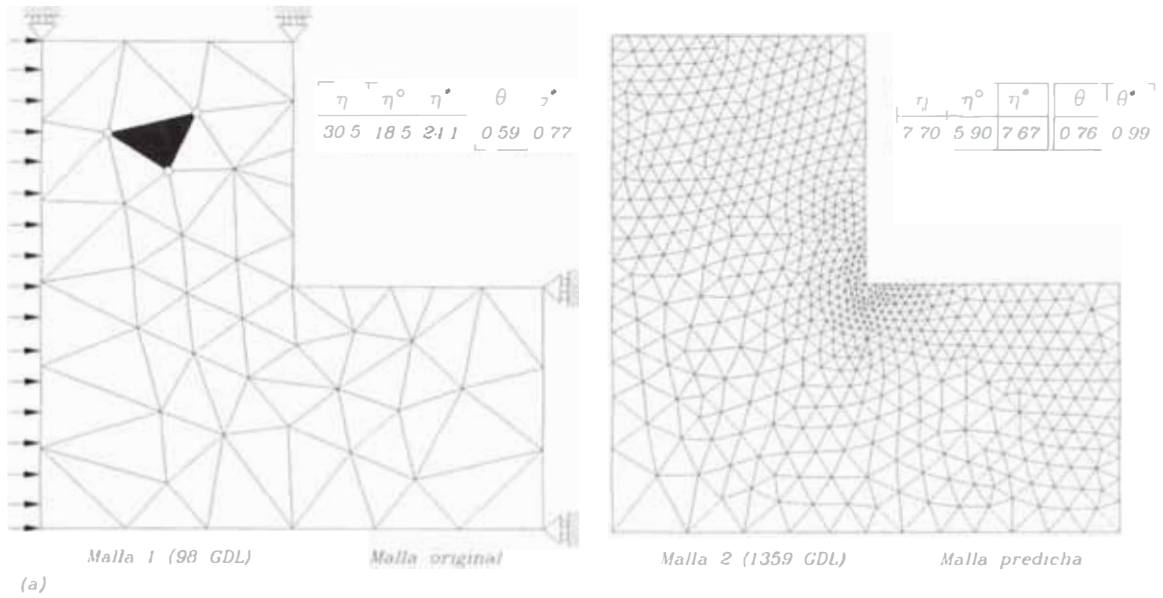 η η° η* θ
30 5 18 5 24 1 0 59 0 77
η η° η* θ θ*
7 70 5 90 7 67 0 76 0 99
Malla 1 (98 GDL) Malla original
Malla 2 (1359 GDL) Malla predicha
(a)